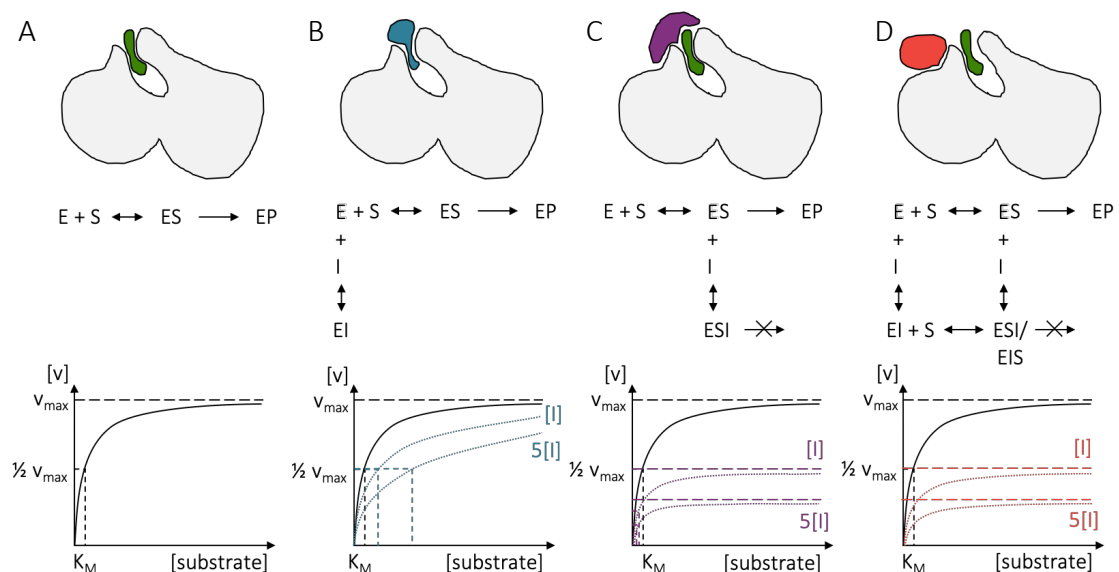 A
B
C
D
E + S ⟷ ES ⟶ EP
E + S ⟷ ES ⟶ EP
+
I
EI
E + S ⟷ ES ⟶ EP
+
I
ESI
E + S ⟷ ES ⟶ EP
+ +
I I
EI + S ⟷ ESI/
EIS
[v]
vmax
½ vmax
KM [substrate]
[v]
vmax
[I]
5[I]
½ vmax
KM [substrate]
[v]
vmax
[I]
½ vmax
5[I]
KM [substrate]
[v]
vmax
[I]
½ vmax
5[I]
KM [substrate]